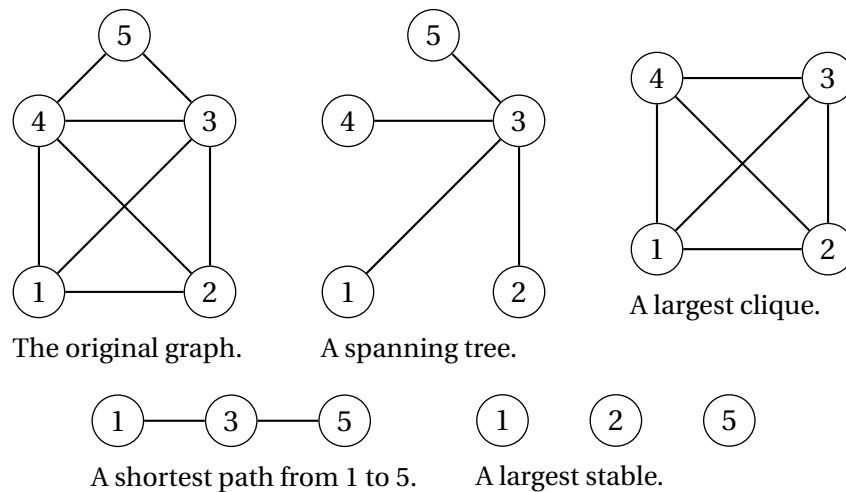 5
4 3
1 2
The original graph.
5
4 3
1 2
A spanning tree.
4 3
1 2
A largest clique.
1 3 5
A shortest path from 1 to 5.
1 2 5
A largest stable.